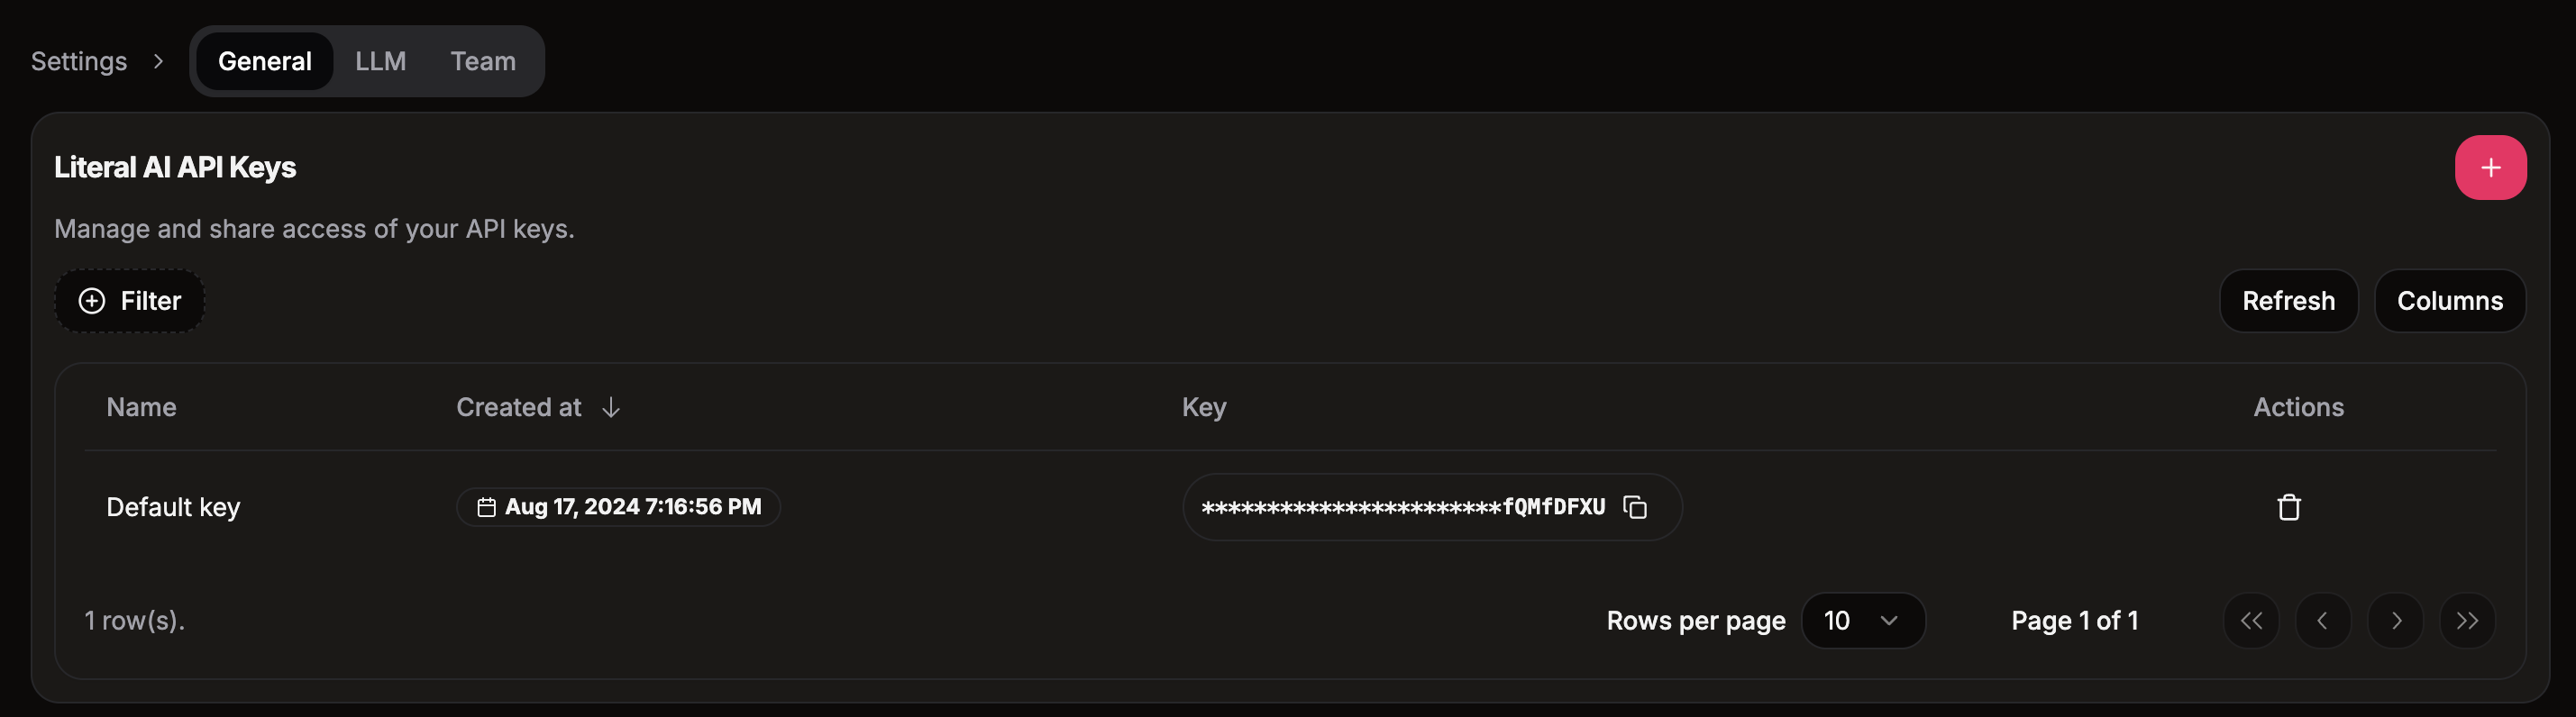 Settings General LLM Team
Literal AI API Keys
Manage and share access of your API keys.
Filter Refresh Columns
Name Created at Key Actions
Default key Aug 17, 2024 7:16:56 PM ***********************fQMfDFXU
1 row(s). Rows per page 10 Page 1 of 1